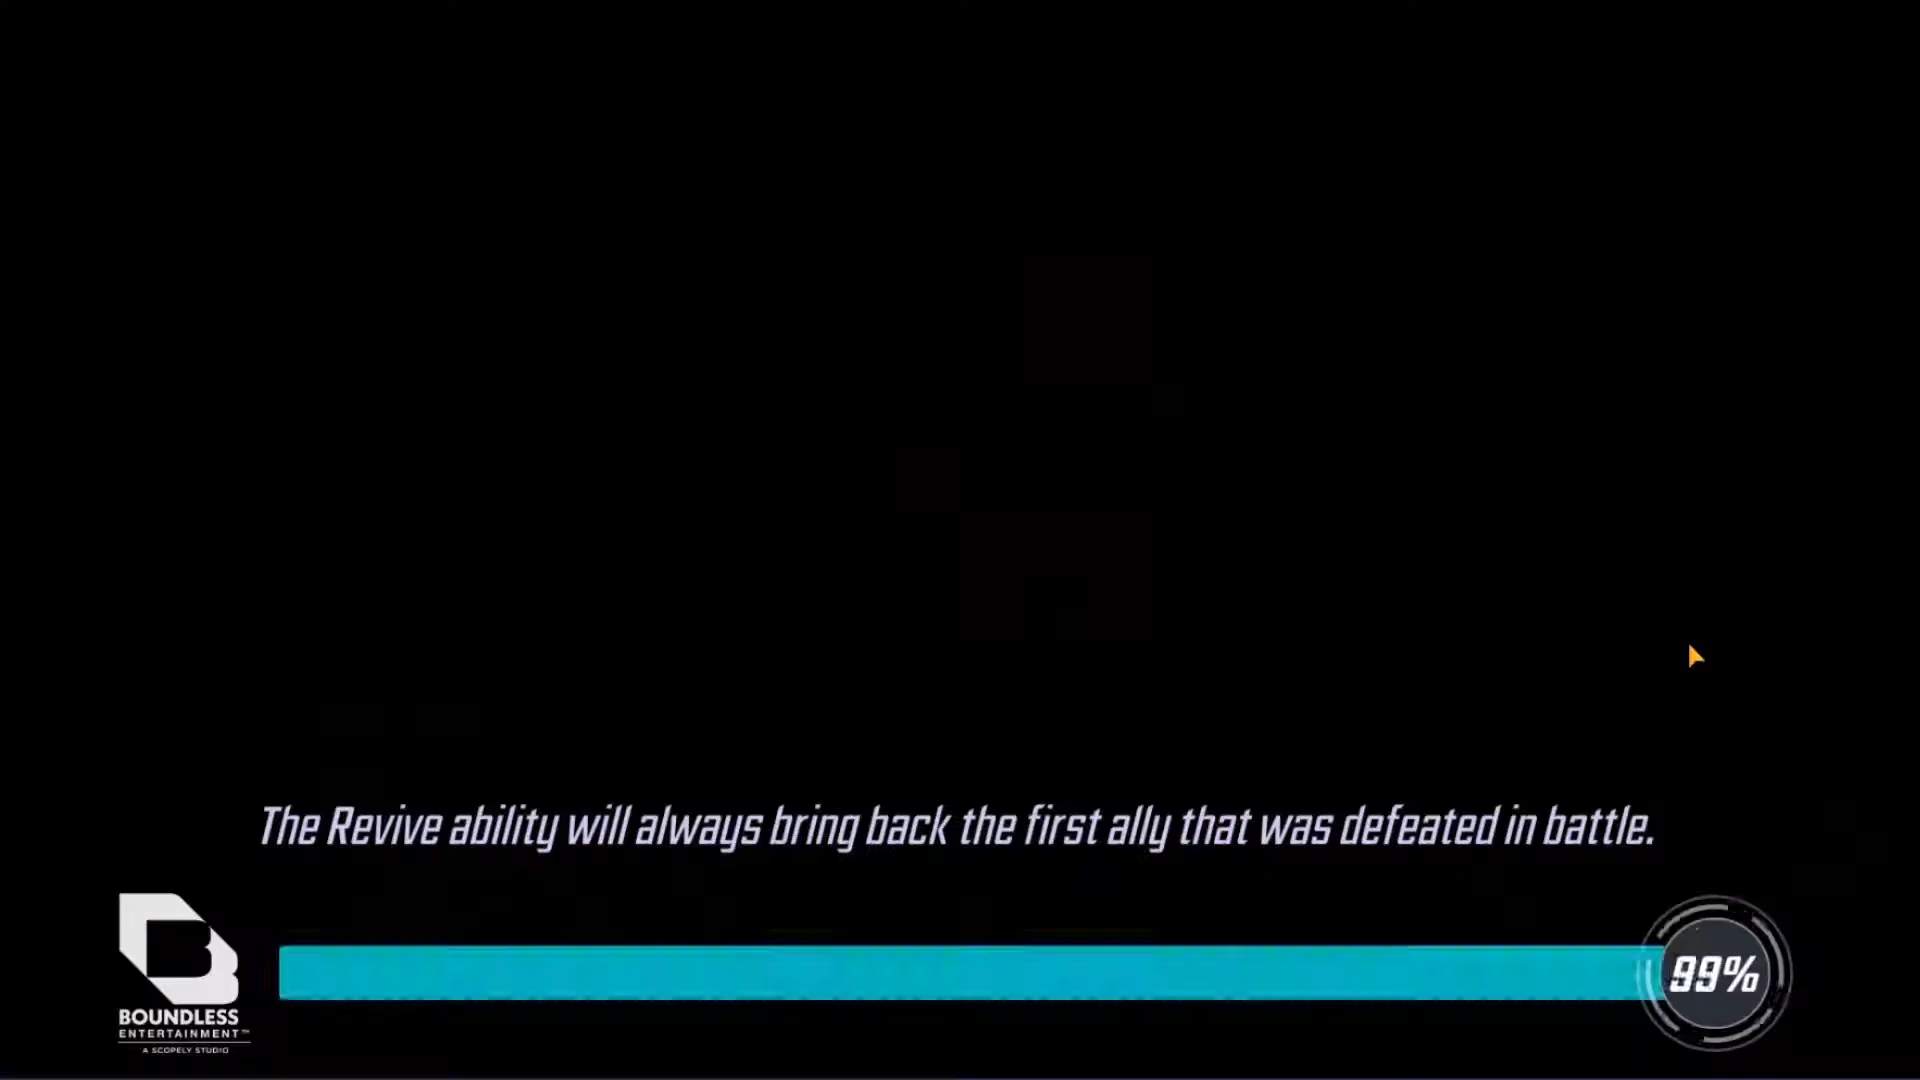 The Revive ability will always bring back the first ally that was defeated in battle.
99%
BOUNDLESS
ENTERTAINMENT™
A SCOPELY STUDIO